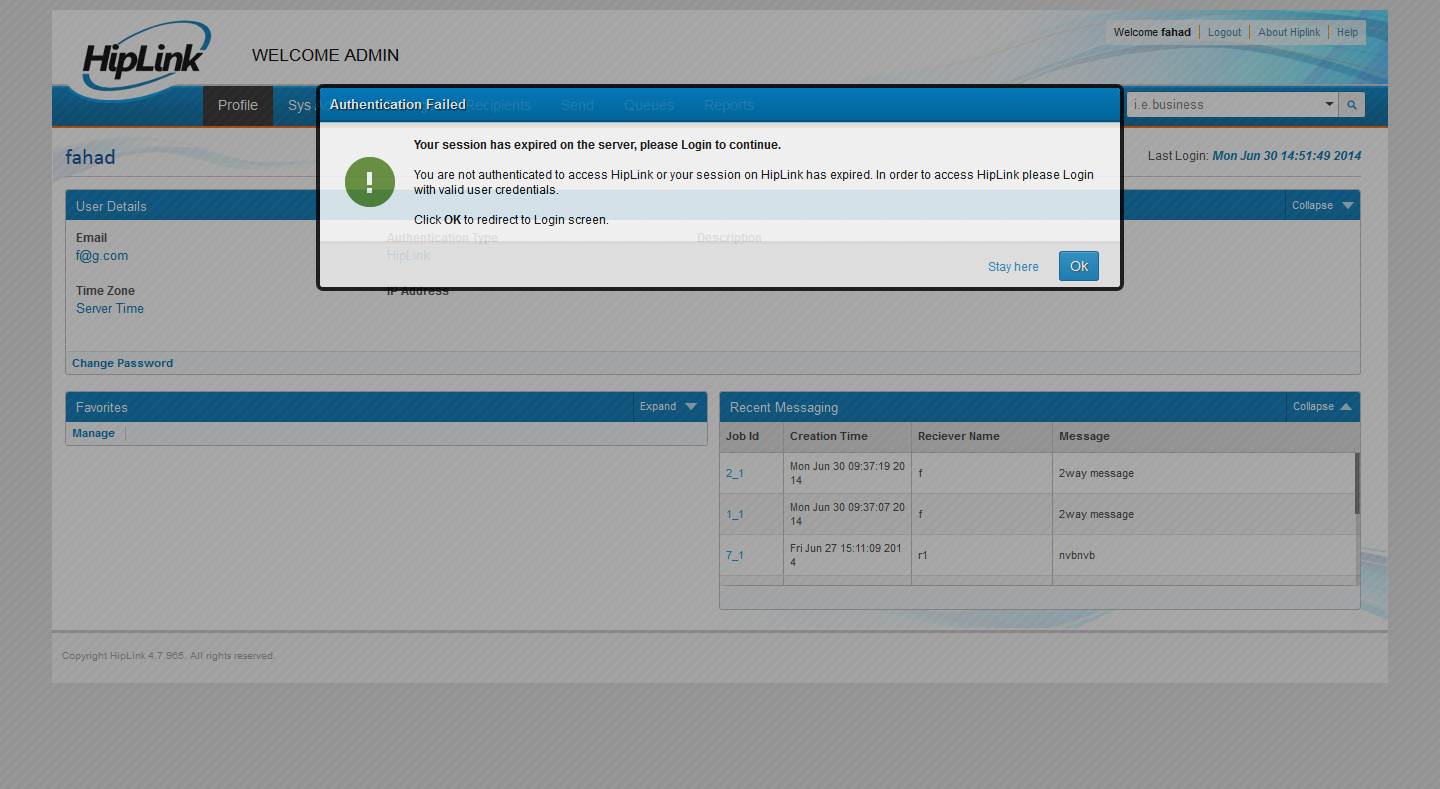 HipLink
WELCOME ADMIN
Welcome fahad Logout About Hiplink Help
Profile Sys Recipients Send Queues Reports
i.e.business
Authentication Failed
Your session has expired on the server, please Login to continue.
You are not authenticated to access HipLink or your session on HipLink has expired. In order to access HipLink please Login
with valid user credentials.
Click OK to redirect to Login screen.
Stay here Ok
fahad
Last Login: Mon Jun 30 14:51:49 2014
User Details Collapse
Email Authentication Type Description
f@g.com HipLink
Time Zone IP Address
Server Time
Change Password
Favorites Expand
Manage
Recent Messaging Collapse
Job Id Creation Time Reciever Name Message
2_1 Mon Jun 30 09:37:19 20 f 2way message
14
1_1 Mon Jun 30 09:37:07 20 f 2way message
14
7_1 Fri Jun 27 15:11:09 201 r1 nvbnvb
4
Copyright HipLink 4.7.965. All rights reserved.